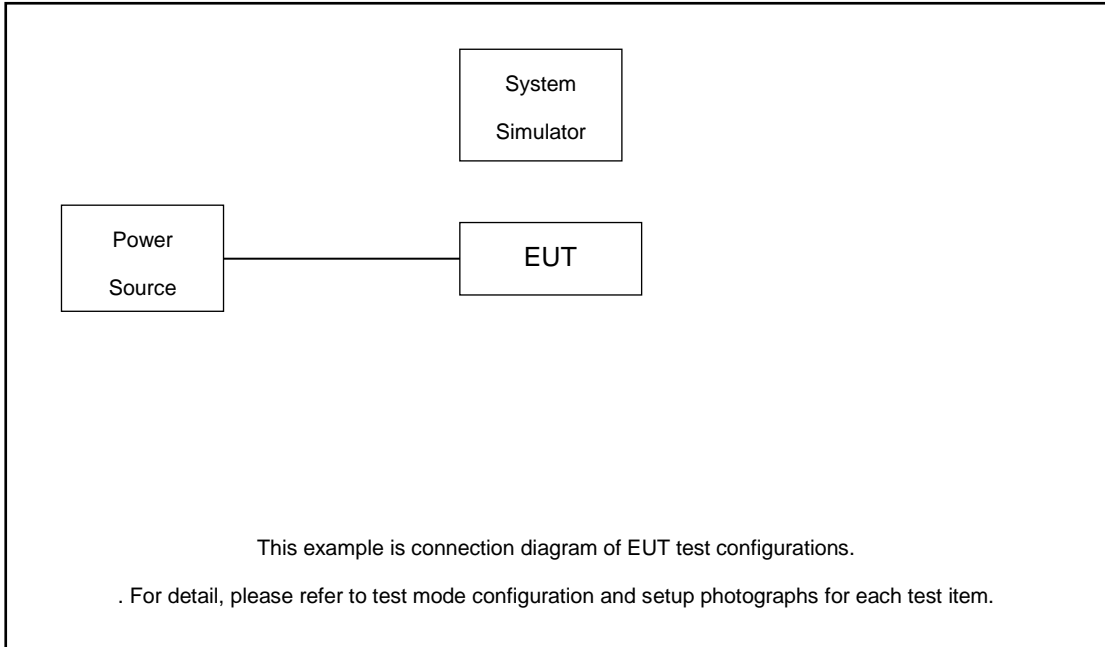 System
Simulator
Power
Source
EUT
This example is connection diagram of EUT test configurations.
. For detail, please refer to test mode configuration and setup photographs for each test item.